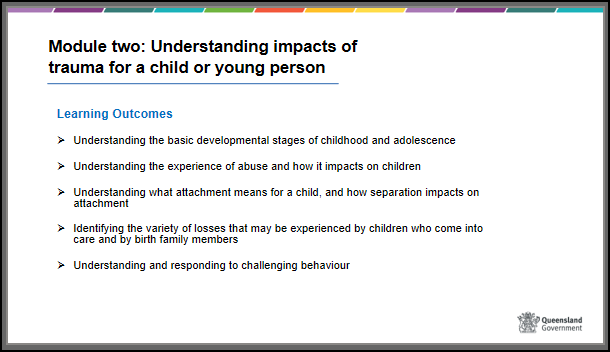 Module two: Understanding impacts of
trauma for a child or young person
Learning Outcomes
➢ Understanding the basic developmental stages of childhood and adolescence
➢ Understanding the experience of abuse and how it impacts on children
➢ Understanding what attachment means for a child, and how separation impacts on
attachment
➢ Identifying the variety of losses that may be experienced by children who come into
care and by birth family members
➢ Understanding and responding to challenging behaviour
Queensland
Government